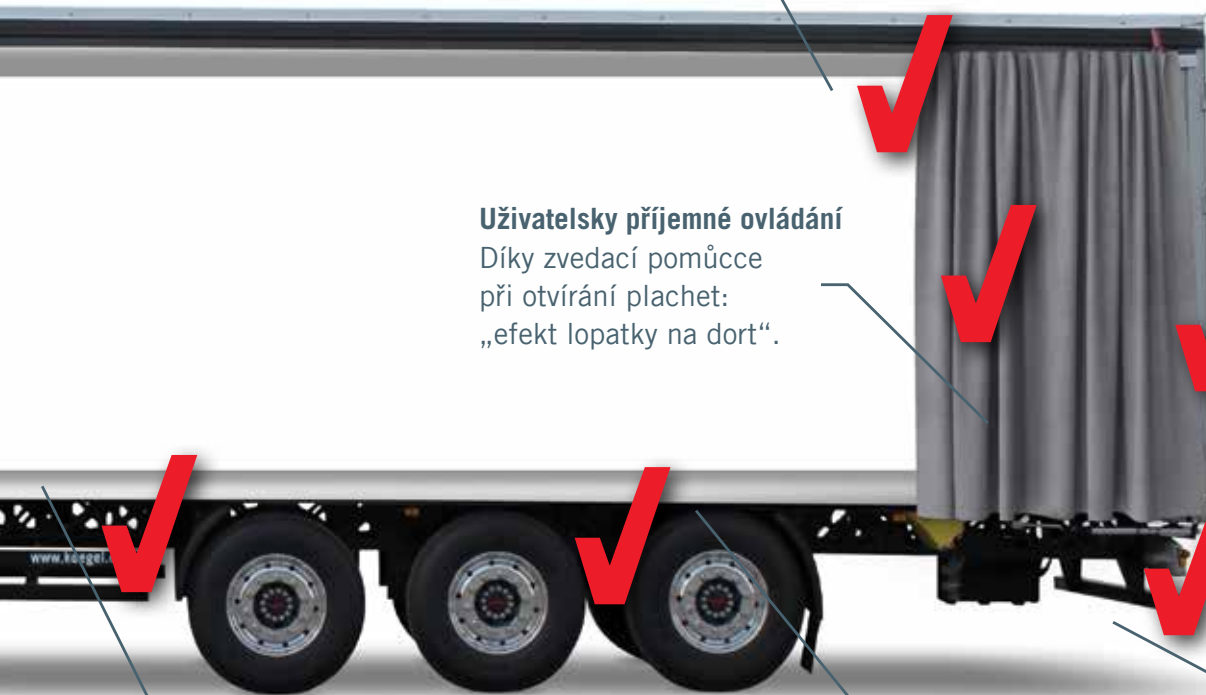 Uživatelsky příjemné ovládání
Díky zvedací pomůcce
při otvírání plachet:
„efekt lopatky na dort“.